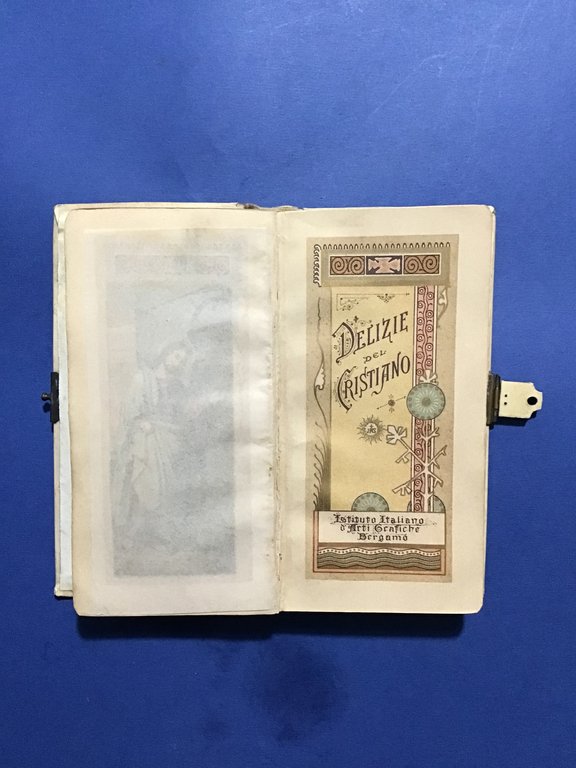 DELIZIE
DEL
CRISTIANO
Istituto Italiano
d'Arti Grafiche
Bergamo